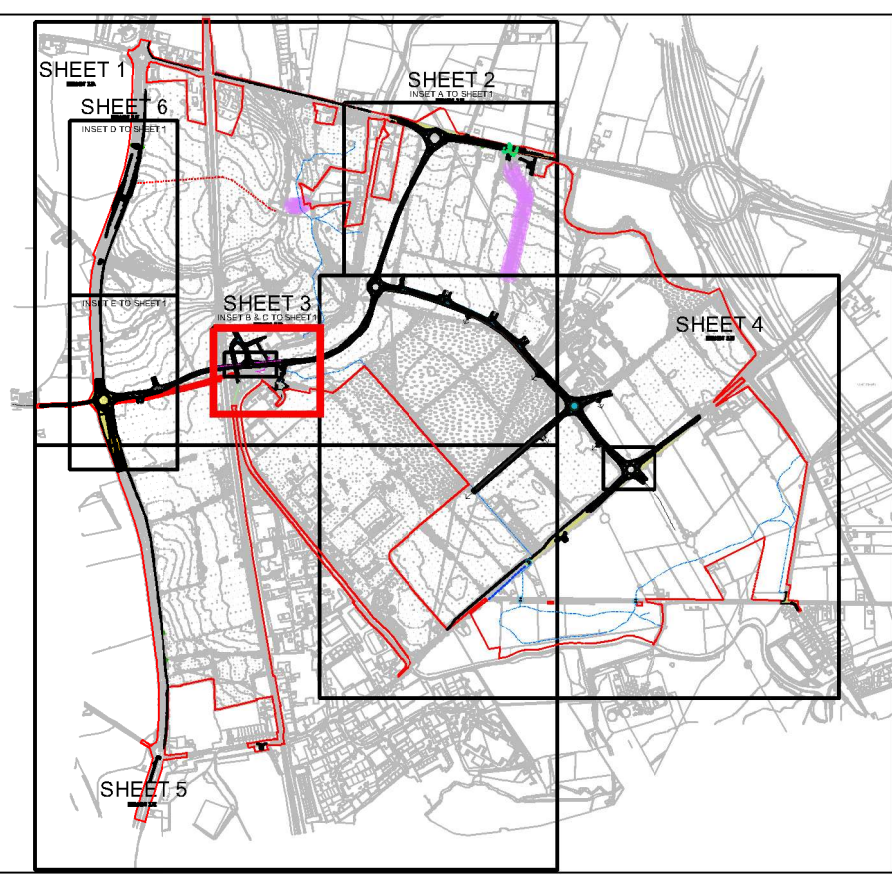 SHEET 1
SHEET 2
INSET A TO SHEET 1
SHEET 6
INSET D TO SHEET 1
INSET E TO SHEET 1
SHEET 3
INSET B & C TO SHEET 1
SHEET 4
SHEET 5